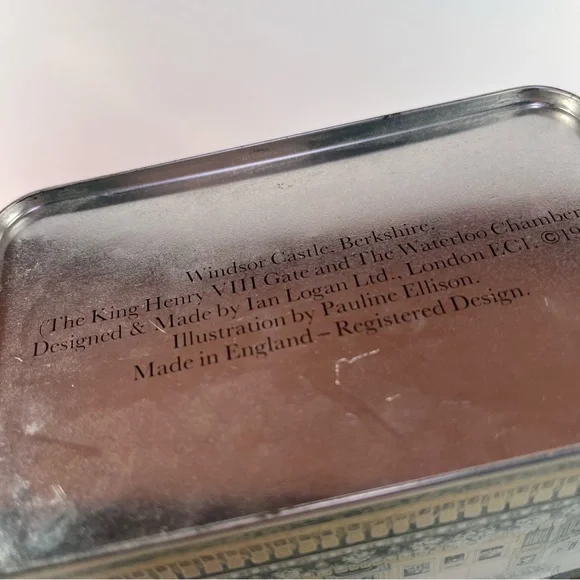 Windsor Castle, Berkshire.
(The King Henry VIII Gate and The Waterloo Chamber
Designed & Made by Ian Logan Ltd., London EC1. ©19
Illustration by Pauline Ellison.
Made in England – Registered Design.